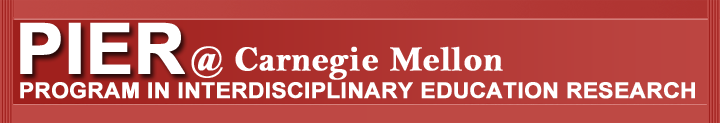 PIER @ Carnegie Mellon
PROGRAM IN INTERDISCIPLINARY EDUCATION RESEARCH